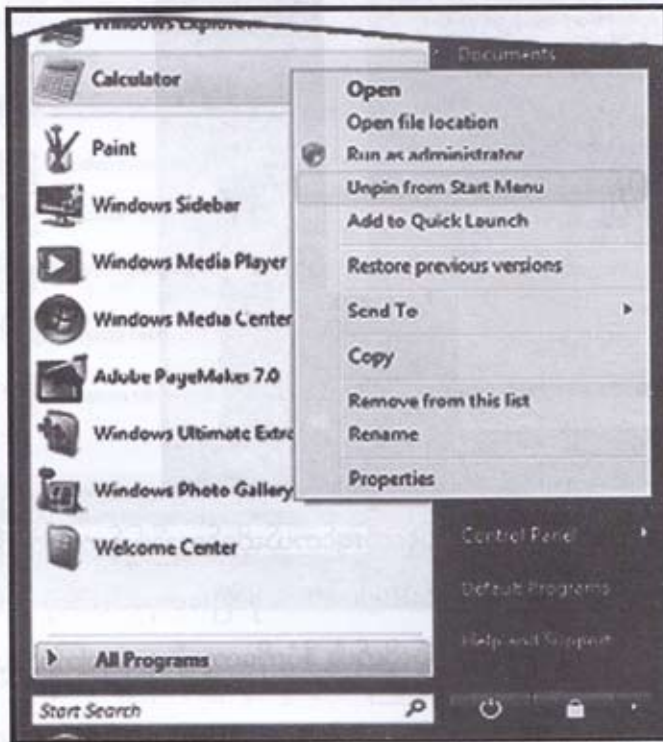 Windows Explorer
Documents
Calculator
Open
Open file location
Paint
Run as administrator
Unpin from Start Menu
Windows Sidebar
Add to Quick Launch
Windows Media Player
Restore previous versions
Windows Media Center
Send To
Copy
Adobe PageMaker 7.0
Remove from this list
Windows Ultimate Extr
Rename
Windows Photo Gallery
Properties
Welcome Center
Control Panel
Default Programs
Help and Support
All Programs
Start Search